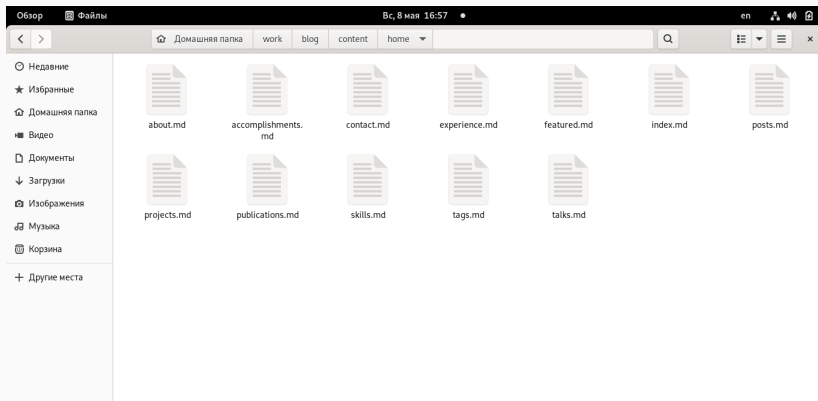 Обзор Файлы Вс, 8 мая 16:57 en
Домашняя папка work blog content home
Недавние
Избранные
Домашняя папка
Видео
Документы
Загрузки
Изображения
Музыка
Корзина
Другие места
about.md accomplishments. contact.md experience.md featured.md index.md posts.md
md
projects.md publications.md skills.md tags.md talks.md